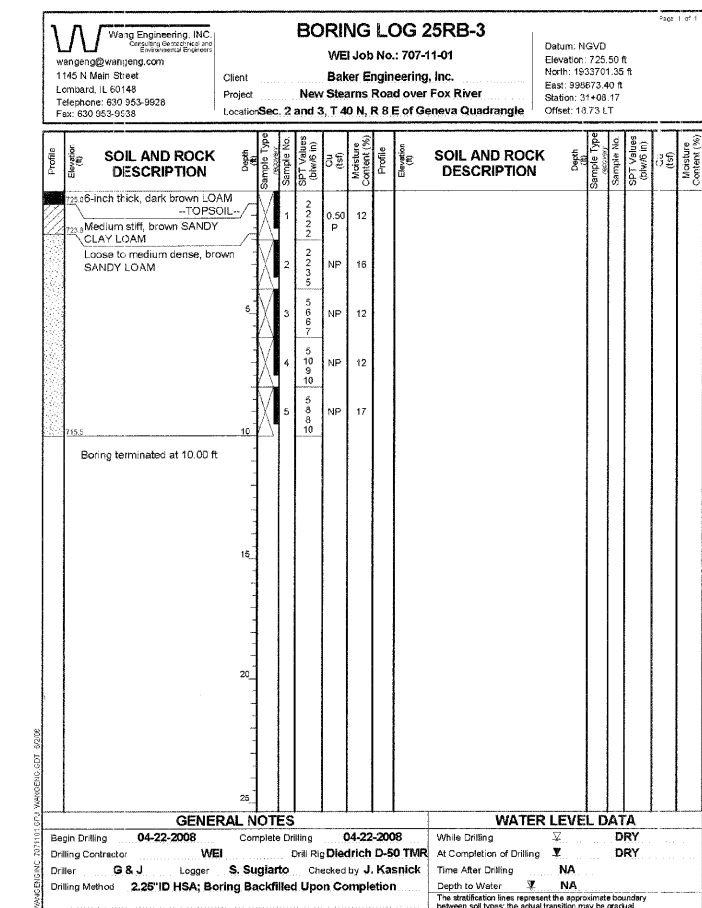 Page 1 of 1
Wang Engineering, INC.
Consulting Geotechnical and
Environmental Engineers
wangeng@wangeng.com
1145 N Main Street
Lombard, IL 60148
Telephone: 630 953-9928
Fax: 630 953-9938
BORING LOG 25RB-3
WEI Job No.: 707-11-01
Client Baker Engineering, Inc.
Project New Stearns Road over Fox River
Location Sec. 2 and 3, T 40 N, R 8 E of Geneva Quadrangle
Datum: NGVD
Elevation: 725.50 ft
North: 1933701.35 ft
East: 998673.40 ft
Station: 31+08.17
Offset: 18.73 LT
Profile
Elevation (ft)
SOIL AND ROCK DESCRIPTION
Depth (ft)
Sample Type
recovery
Sample No.
SPT Values (blw/6 in)
Cu (tsf)
Moisture Content (%)
Profile
Elevation (ft)
SOIL AND ROCK DESCRIPTION
Depth (ft)
Sample Type
recovery
Sample No.
SPT Values (blw/6 in)
Cu (tsf)
Moisture Content (%)
725.0 6-inch thick, dark brown LOAM
--TOPSOIL--
723.8 Medium stiff, brown SANDY
CLAY LOAM
Loose to medium dense, brown
SANDY LOAM
1
2
2
2
2
0.50
P
12
2
2
2
3
5
NP
16
5
3
5
6
6
7
NP
12
4
5
10
9
10
NP
12
5
5
8
8
10
NP
17
715.5
10
Boring terminated at 10.00 ft
15
20
25
WANGENGINC 7071101.GPJ WANGENG.GDT 5/2/08
GENERAL NOTES
Begin Drilling 04-22-2008 Complete Drilling 04-22-2008
Drilling Contractor WEI Drill Rig Diedrich D-50 TMR
Driller G & J Logger S. Sugiarto Checked by J. Kasnick
Drilling Method 2.25"ID HSA; Boring Backfilled Upon Completion
WATER LEVEL DATA
While Drilling DRY
At Completion of Drilling DRY
Time After Drilling NA
Depth to Water NA
The stratification lines represent the approximate boundary
between soil types; the actual transition may be gradual.